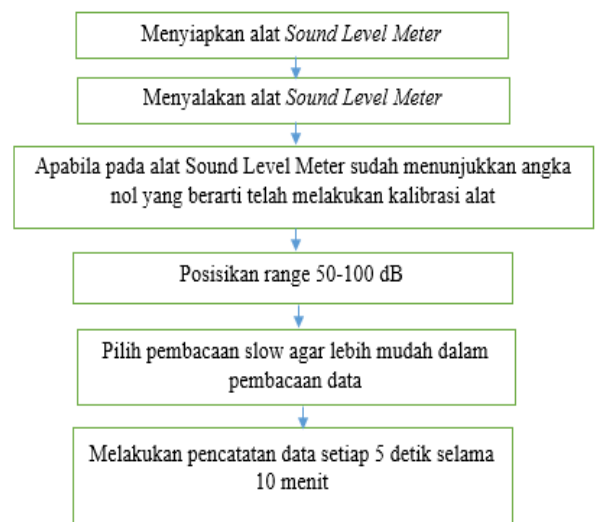 Menyiapkan alat Sound Level Meter
Menyalakan alat Sound Level Meter
Apabila pada alat Sound Level Meter sudah menunjukkan angka
nol yang berarti telah melakukan kalibrasi alat
Posisikan range 50-100 dB
Pilih pembacaan slow agar lebih mudah dalam
pembacaan data
Melakukan pencatatan data setiap 5 detik selama
10 menit